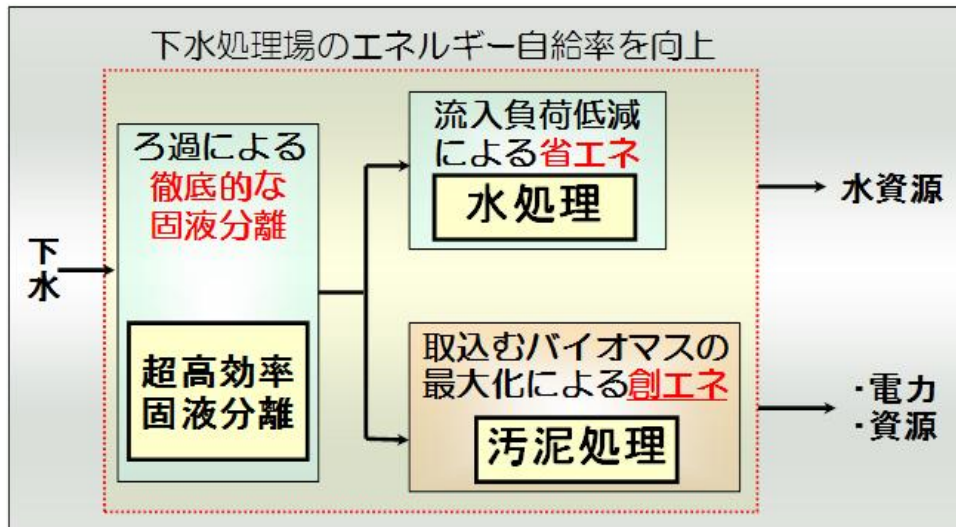 下水処理場のエネルギー自給率を向上
下
水
ろ過による
徹底的な
固液分離
超高効率
固液分離
流入負荷低減
による省エネ
水処理
取込むバイオマスの
最大化による創エネ
汚泥処理
水資源
・電力
・資源